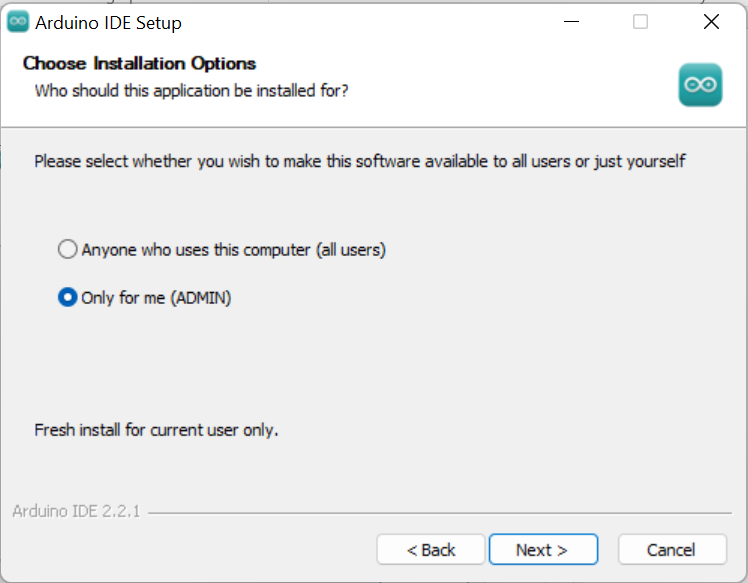 Arduino IDE Setup
Choose Installation Options
Who should this application be installed for?
Please select whether you wish to make this software available to all users or just yourself
Anyone who uses this computer (all users)
Only for me (ADMIN)
Fresh install for current user only.
Arduino IDE 2.2.1
< Back
Next >
Cancel